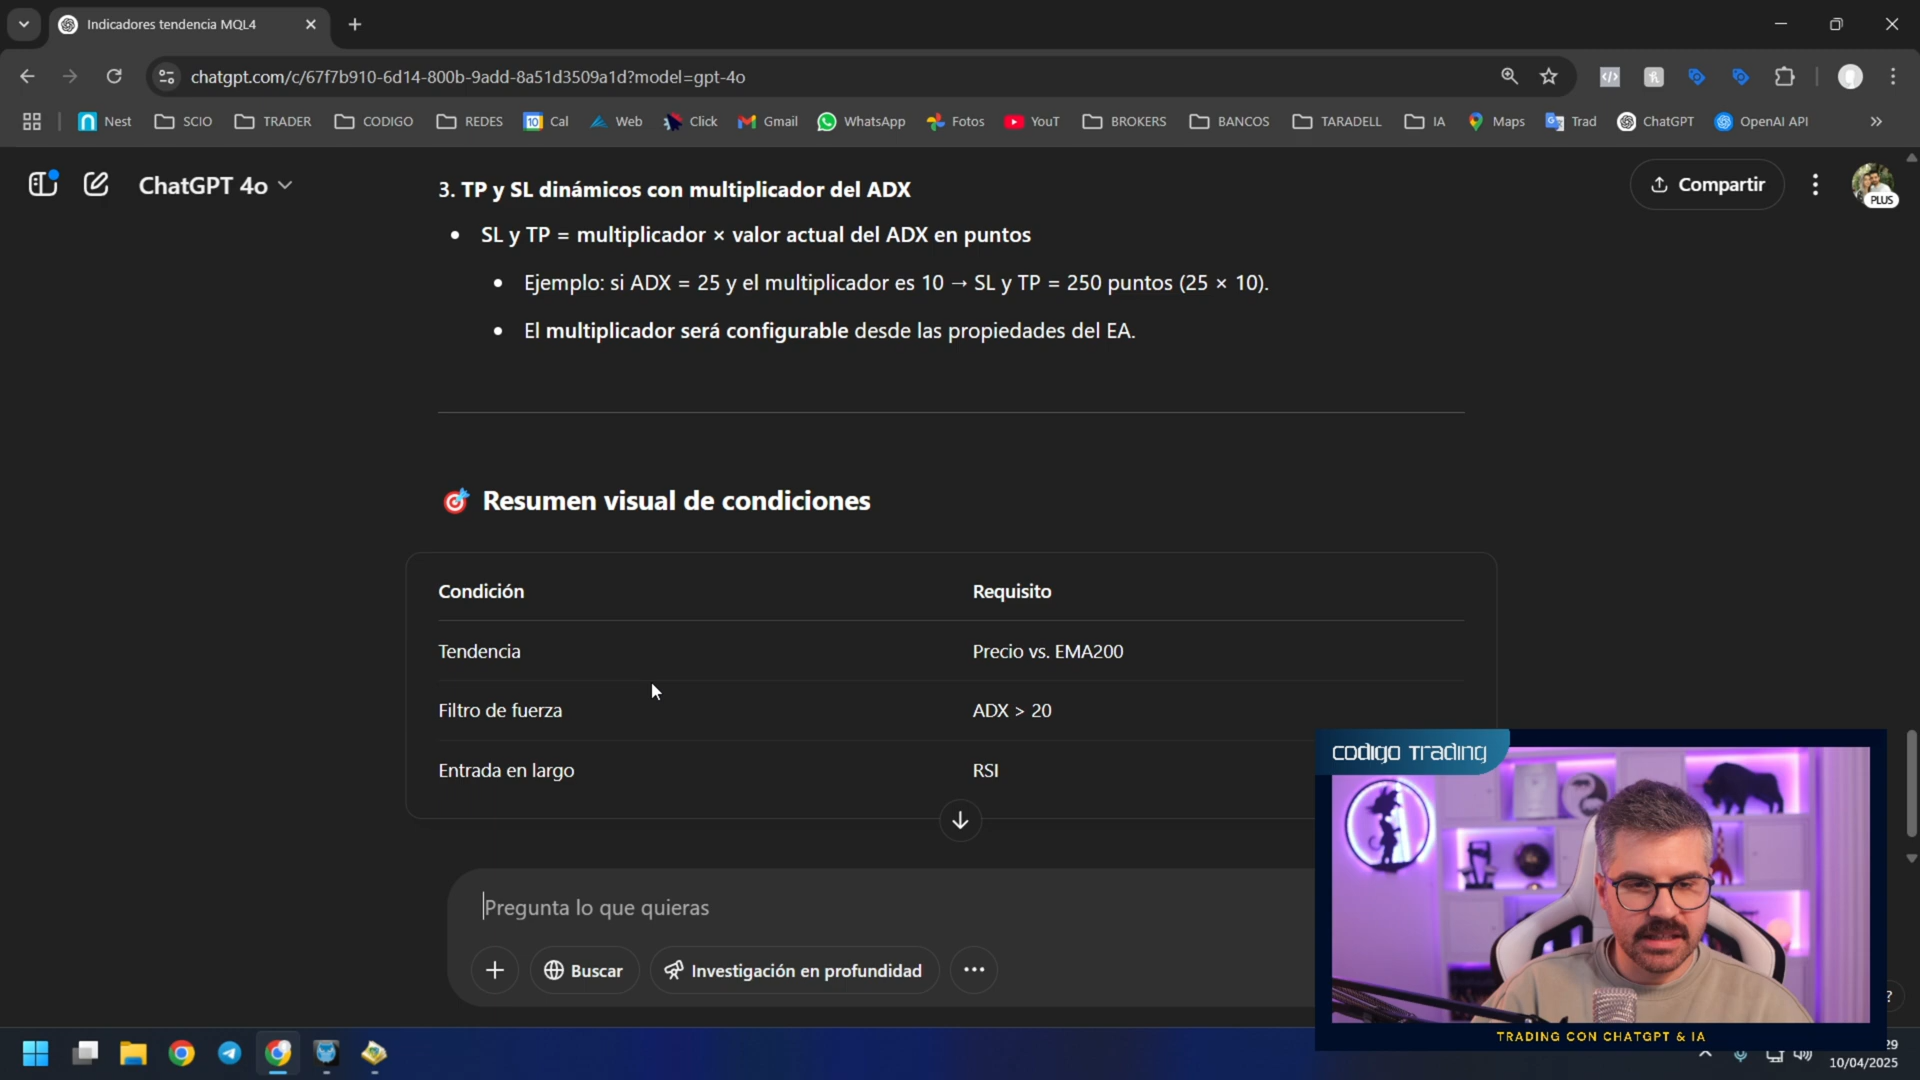 Indicadores tendencia MQL4
chatgpt.com/c/67f7b910-6d14-800b-9add-8a51d3509a1d?model=gpt-4o
Nest
SCIO
TRADER
CODIGO
REDES
10
Cal
Web
Click
Gmail
WhatsApp
Fotos
YouT
BROKERS
BANCOS
TARADELL
IA
Maps
Trad
ChatGPT
OpenAI API
»
ChatGPT 4o
Compartir
PLUS
3. TP y SL dinámicos con multiplicador del ADX
• SL y TP = multiplicador × valor actual del ADX en puntos
• Ejemplo: si ADX = 25 y el multiplicador es 10 → SL y TP = 250 puntos (25 × 10).
• El multiplicador será configurable desde las propiedades del EA.
🎯 Resumen visual de condiciones
Condición Requisito
Tendencia Precio vs. EMA200
Filtro de fuerza ADX > 20
Entrada en largo RSI
Pregunta lo que quieras
Buscar
Investigación en profundidad
codigo Trading
TRADING CON CHATGPT & IA
?
29
10/04/2025